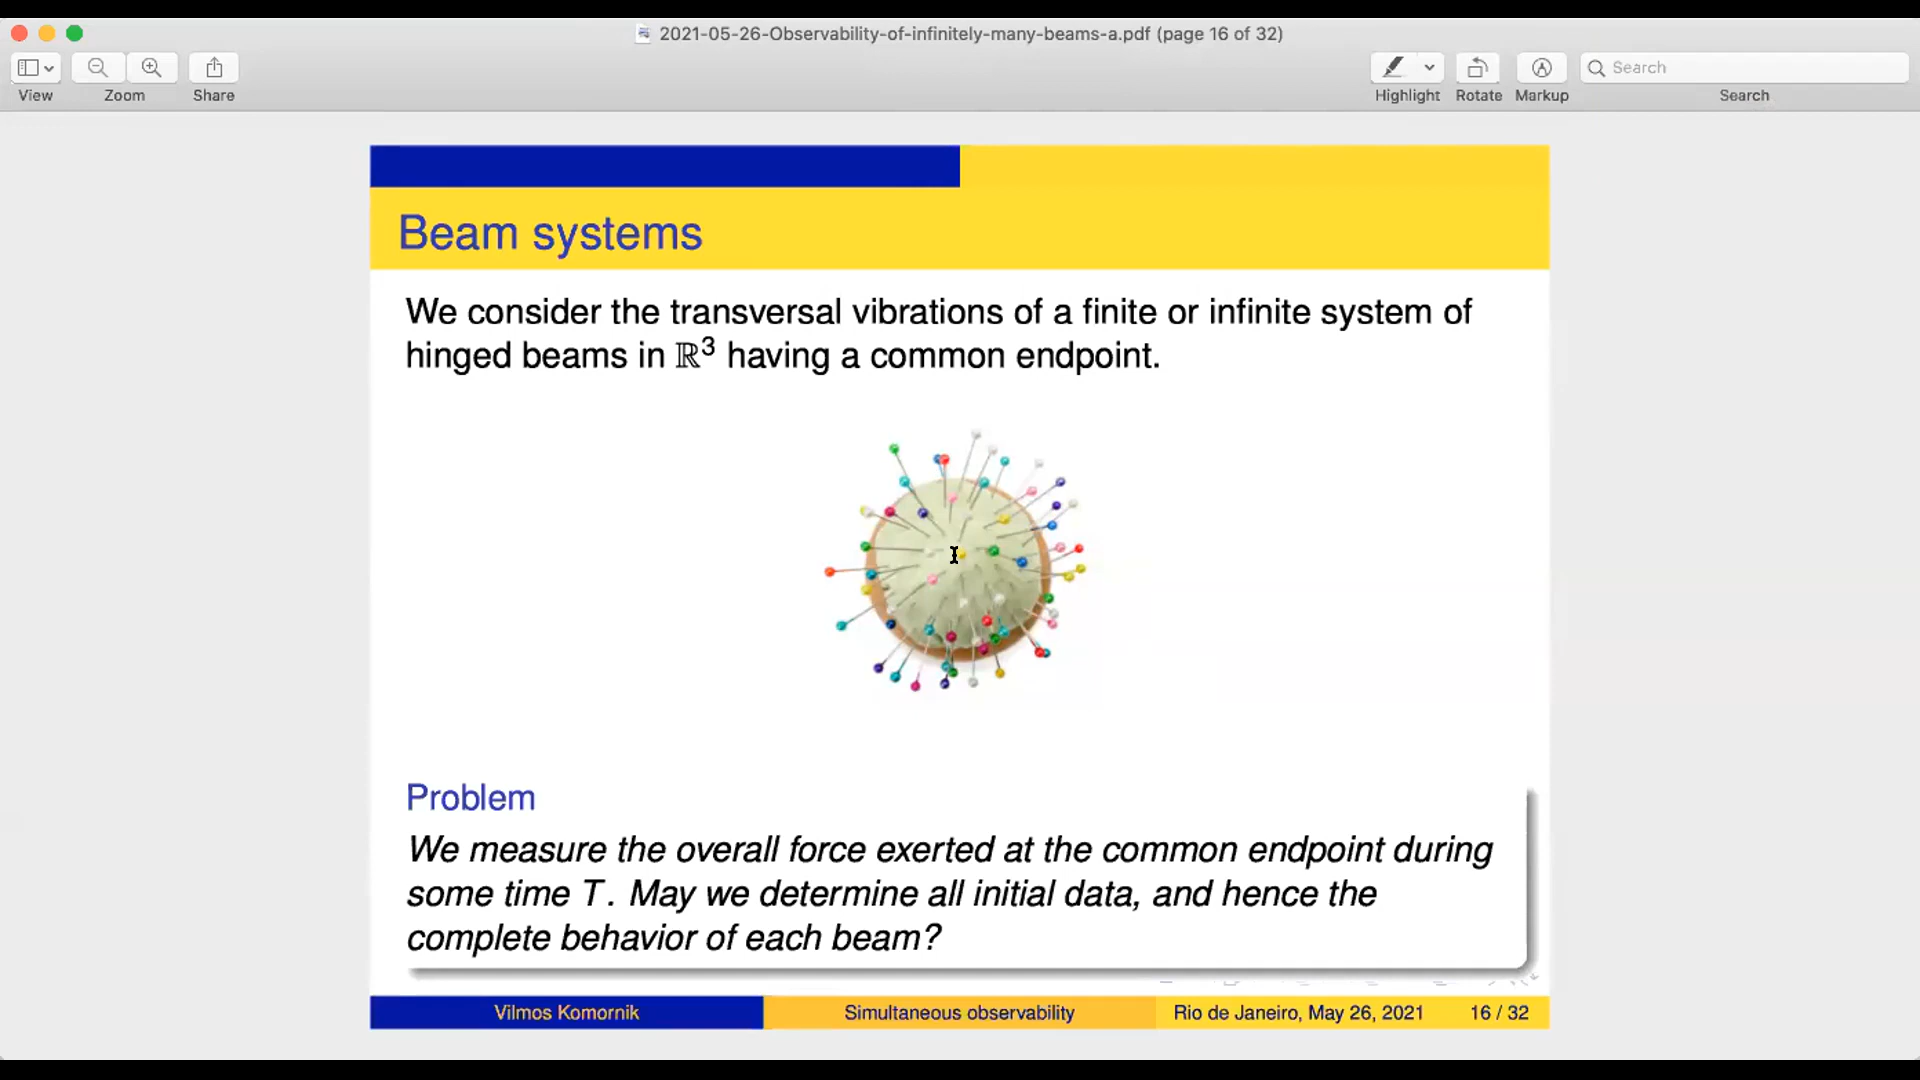 2021-05-26-Observability-of-infinitely-many-beams-a.pdf (page 16 of 32)
View
Zoom
Share
Highlight
Rotate
Markup
Search
Search
Beam systems
We consider the transversal vibrations of a finite or infinite system of
hinged beams in ℝ³ having a common endpoint.
Problem
We measure the overall force exerted at the common endpoint during
some time T. May we determine all initial data, and hence the
complete behavior of each beam?
Vilmos Komornik
Simultaneous observability
Rio de Janeiro, May 26, 2021
16 / 32